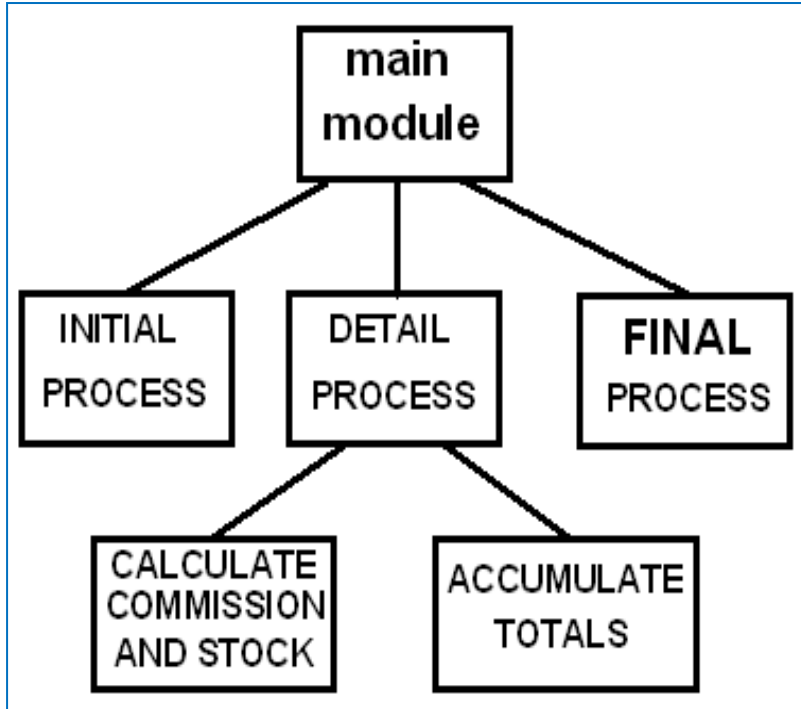 main
module
INITIAL
PROCESS
DETAIL
PROCESS
FINAL
PROCESS
CALCULATE
COMMISSION
AND STOCK
ACCUMULATE
TOTALS